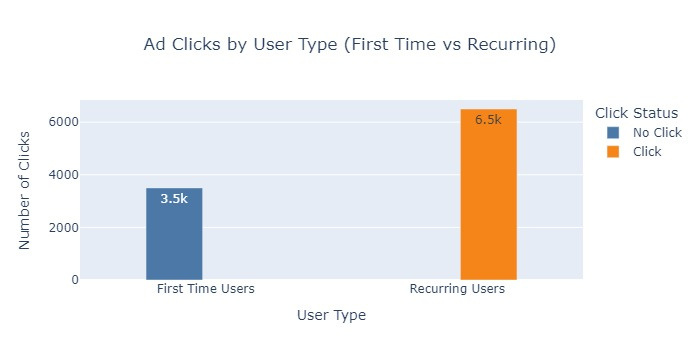 Ad Clicks by User Type (First Time vs Recurring)
Number of Clicks
6000
4000
2000
0
3.5k
6.5k
First Time Users
Recurring Users
User Type
Click Status
No Click
Click